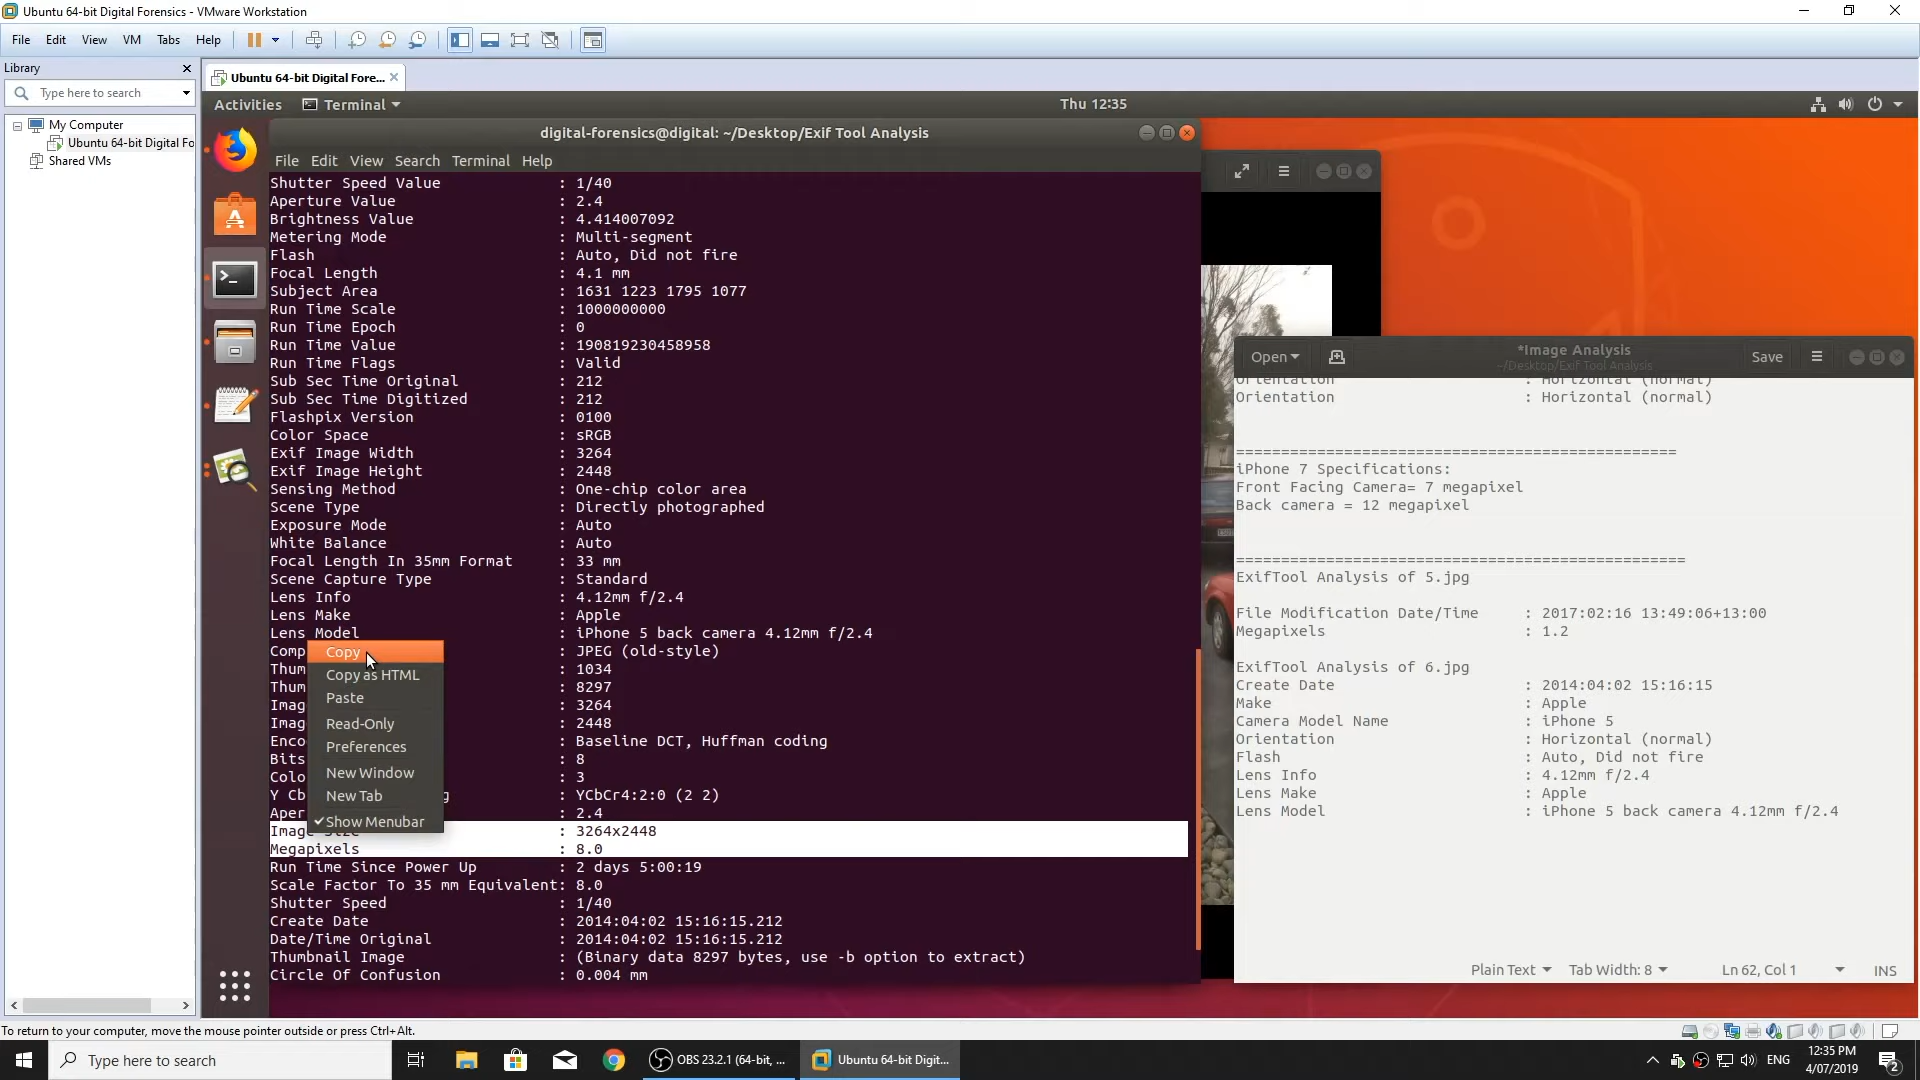 Ubuntu 64-bit Digital Forensics - VMware Workstation
File Edit View VM Tabs Help
Library
Type here to search
My Computer
Ubuntu 64-bit Digital Fo
Shared VMs
Ubuntu 64-bit Digital Fore...
Activities Terminal Thu 12:35
digital-forensics@digital: ~/Desktop/Exif Tool Analysis
File Edit View Search Terminal Help
Shutter Speed Value : 1/40
Aperture Value : 2.4
Brightness Value : 4.414007092
Metering Mode : Multi-segment
Flash : Auto, Did not fire
Focal Length : 4.1 mm
Subject Area : 1631 1223 1795 1077
Run Time Scale : 1000000000
Run Time Epoch : 0
Run Time Value : 190819230458958
Run Time Flags : Valid
Sub Sec Time Original : 212
Sub Sec Time Digitized : 212
Flashpix Version : 0100
Color Space : sRGB
Exif Image Width : 3264
Exif Image Height : 2448
Sensing Method : One-chip color area
Scene Type : Directly photographed
Exposure Mode : Auto
White Balance : Auto
Focal Length In 35mm Format : 33 mm
Scene Capture Type : Standard
Lens Info : 4.12mm f/2.4
Lens Make : Apple
Lens Model : iPhone 5 back camera 4.12mm f/2.4
Comp : JPEG (old-style)
Thum : 1034
Thum : 8297
Imag : 3264
Imag : 2448
Enco : Baseline DCT, Huffman coding
Bits : 8
Colo : 3
Y Cb g : YCbCr4:2:0 (2 2)
Aper : 2.4
Image Size : 3264x2448
Megapixels : 8.0
Run Time Since Power Up : 2 days 5:00:19
Scale Factor To 35 mm Equivalent: 8.0
Shutter Speed : 1/40
Create Date : 2014:04:02 15:16:15.212
Date/Time Original : 2014:04:02 15:16:15.212
Thumbnail Image : (Binary data 8297 bytes, use -b option to extract)
Circle Of Confusion : 0.004 mm
Copy
Copy as HTML
Paste
Read-Only
Preferences
New Window
New Tab
Show Menubar
Open *Image Analysis Save
~/Desktop/Exif Tool Analysis
Orientation : Horizontal (normal)
Orientation : Horizontal (normal)
=================================================
iPhone 7 Specifications:
Front Facing Camera= 7 megapixel
Back camera = 12 megapixel
==================================================
ExifTool Analysis of 5.jpg
File Modification Date/Time : 2017:02:16 13:49:06+13:00
Megapixels : 1.2
ExifTool Analysis of 6.jpg
Create Date : 2014:04:02 15:16:15
Make : Apple
Camera Model Name : iPhone 5
Orientation : Horizontal (normal)
Flash : Auto, Did not fire
Lens Info : 4.12mm f/2.4
Lens Make : Apple
Lens Model : iPhone 5 back camera 4.12mm f/2.4
Plain Text Tab Width: 8 Ln 62, Col 1 INS
To return to your computer, move the mouse pointer outside or press Ctrl+Alt.
Type here to search
OBS 23.2.1 (64-bit, ...
Ubuntu 64-bit Digit...
ENG
12:35 PM
4/07/2019
2